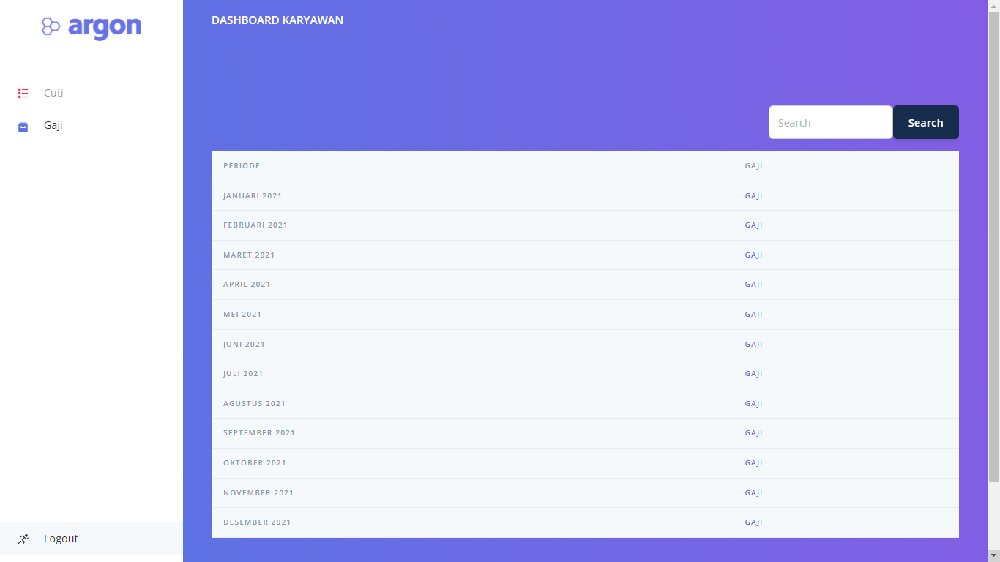 argon
DASHBOARD KARYAWAN
Cuti
Gaji
Search Search
PERIODE GAJI
JANUARI 2021 GAJI
FEBRUARI 2021 GAJI
MARET 2021 GAJI
APRIL 2021 GAJI
MEI 2021 GAJI
JUNI 2021 GAJI
JULI 2021 GAJI
AGUSTUS 2021 GAJI
SEPTEMBER 2021 GAJI
OKTOBER 2021 GAJI
NOVEMBER 2021 GAJI
DESEMBER 2021 GAJI
Logout